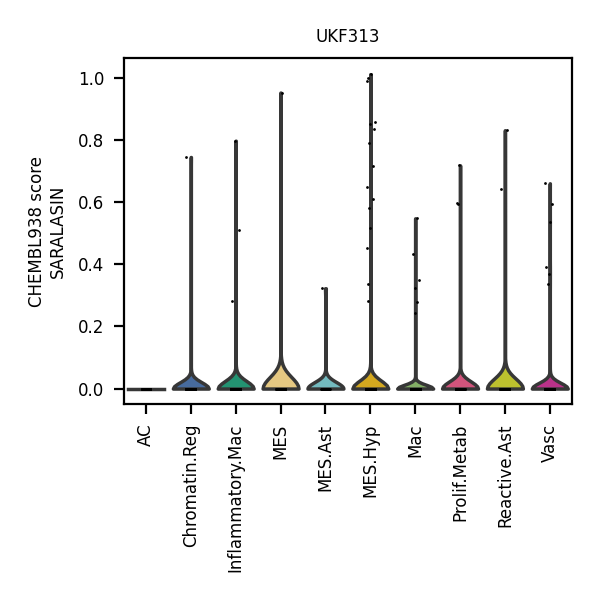 UKF313
CHEMBL938 score
SARALASIN
1.0
0.8
0.6
0.4
0.2
0.0
AC
Chromatin.Reg
Inflammatory.Mac
MES
MES.Ast
MES.Hyp
Mac
Prolif.Metab
Reactive.Ast
Vasc